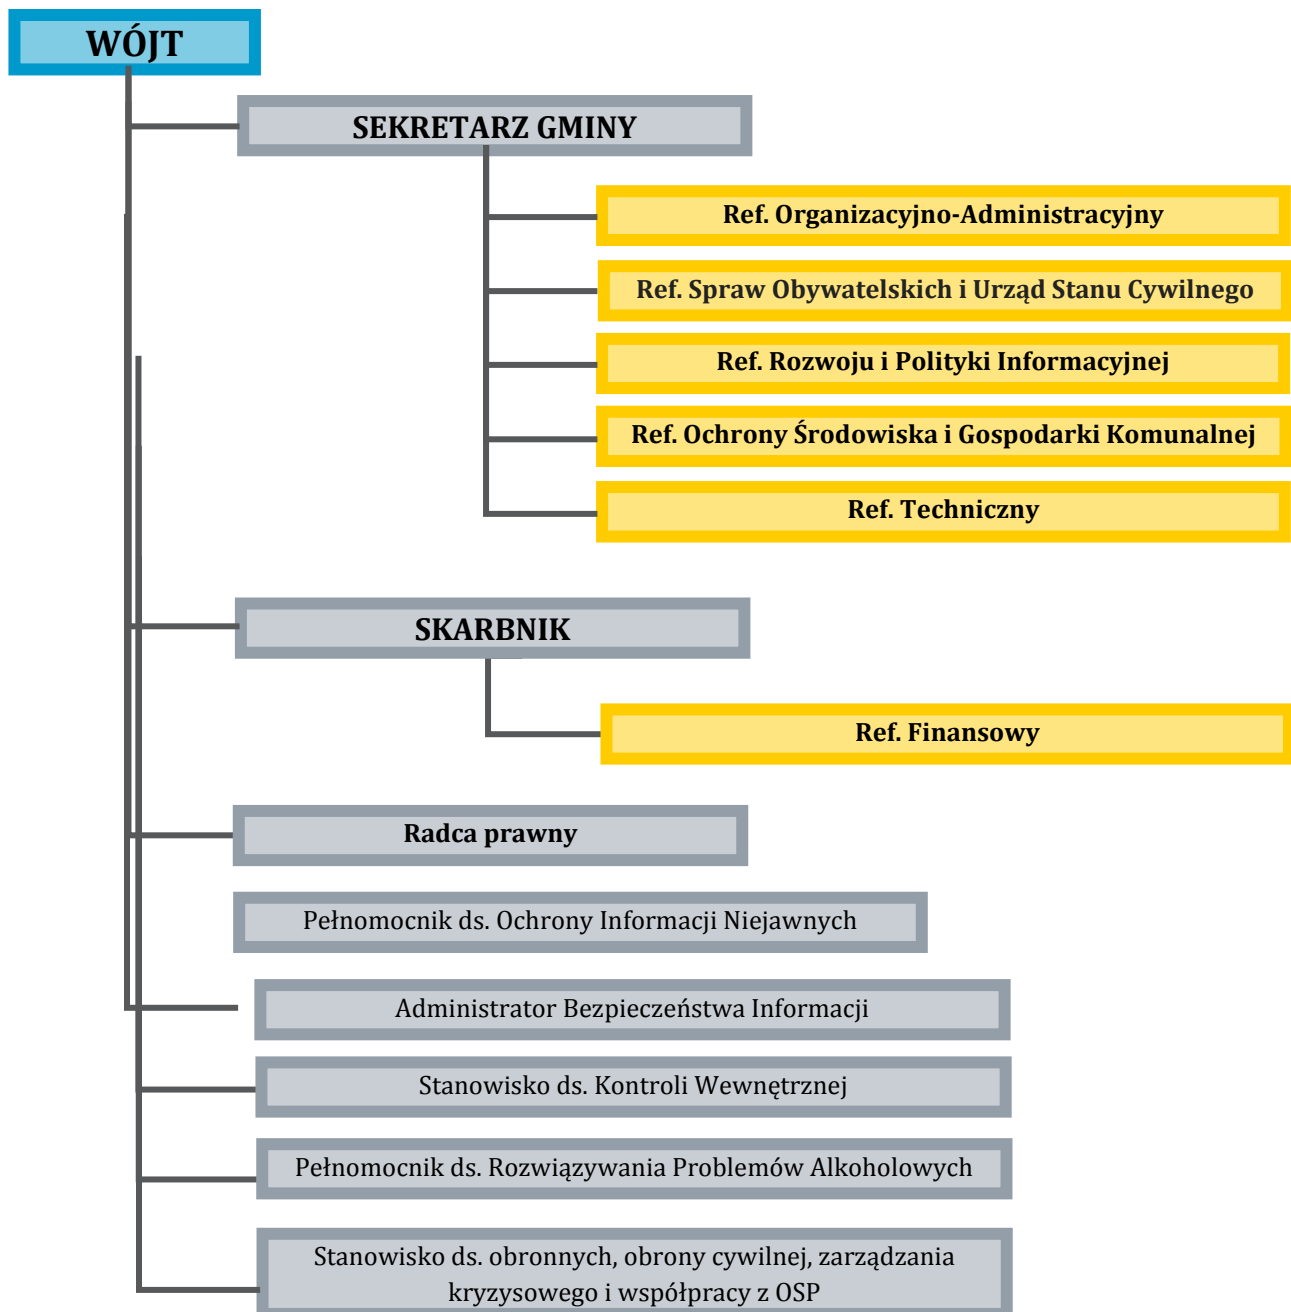 WÓJT
SEKRETARZ GMINY
Ref. Organizacyjno-Administracyjny
Ref. Spraw Obywatelskich i Urząd Stanu Cywilnego
Ref. Rozwoju i Polityki Informacyjnej
Ref. Ochrony Środowiska i Gospodarki Komunalnej
Ref. Techniczny
SKARBNIK
Ref. Finansowy
Radca prawny
Pełnomocnik ds. Ochrony Informacji Niejawnych
Administrator Bezpieczeństwa Informacji
Stanowisko ds. Kontroli Wewnętrznej
Pełnomocnik ds. Rozwiązywania Problemów Alkoholowych
Stanowisko ds. obronnych, obrony cywilnej, zarządzania
kryzysowego i współpracy z OSP